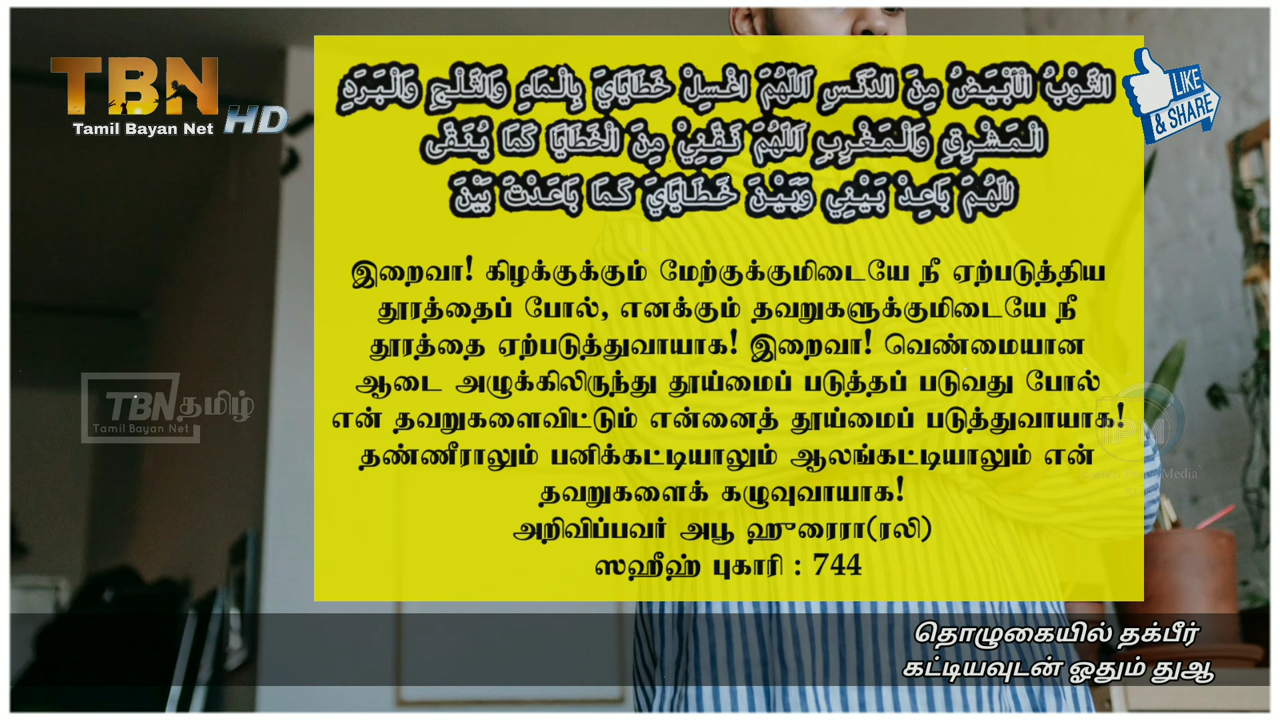 TBN HD
Tamil Bayan Net
LIKE
& SHARE
الثَّوْبُ الْأَبْيَضُ مِنَ الدَّنَسِ اَللَّهُمَّ اغْسِلْ خَطَايَايَ بِالْمَاءِ وَالثَّلْجِ وَالْبَرَدِ
الْمَشْرِقِ وَالْمَغْرِبِ اَللَّهُمَّ نَقِّنِيْ مِنَ الْخَطَايَا كَمَا يُنَقَّى
للَهُمَّ بَاعِدْ بَيْنِي وَبَيْنَ خَطَايَايَ كَمَا بَاعَدْتَ بَيْنَ
இறைவா! கிழக்குக்கும் மேற்குக்குமிடையே நீ ஏற்படுத்திய
தூரத்தைப் போல், எனக்கும் தவறுகளுக்குமிடையே நீ
தூரத்தை ஏற்படுத்துவாயாக! இறைவா! வெண்மையான
ஆடை அழுக்கிலிருந்து தூய்மைப் படுத்தப் படுவது போல்
என் தவறுகளைவிட்டும் என்னைத் தூய்மைப் படுத்துவாயாக!
தண்ணீராலும் பனிக்கட்டியாலும் ஆலங்கட்டியாலும் என்
தவறுகளைக் கழுவுவாயாக!
அறிவிப்பவர் அபூ ஹுரைரா(ரலி)
ஸஹீஹ் புகாரி : 744
TBN தமிழ்
Tamil Bayan Net
Media
தொழுகையில் தக்பீர்
கட்டியவுடன் ஓதும் துஆ